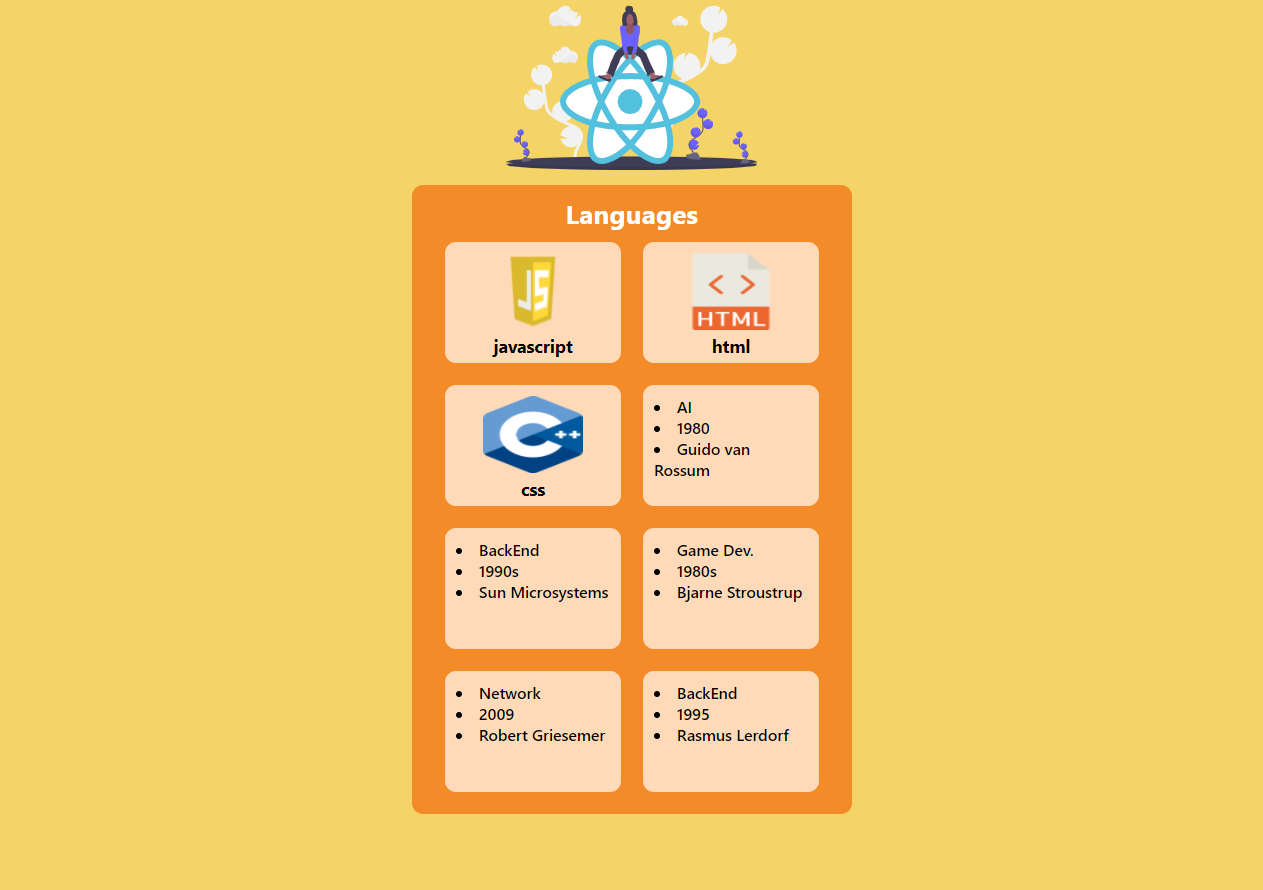 Languages
JS
HTML
javascript
html
C++
css
AI
1980
Guido van
Rossum
BackEnd
1990s
Sun Microsystems
Game Dev.
1980s
Bjarne Stroustrup
Network
2009
Robert Griesemer
BackEnd
1995
Rasmus Lerdorf